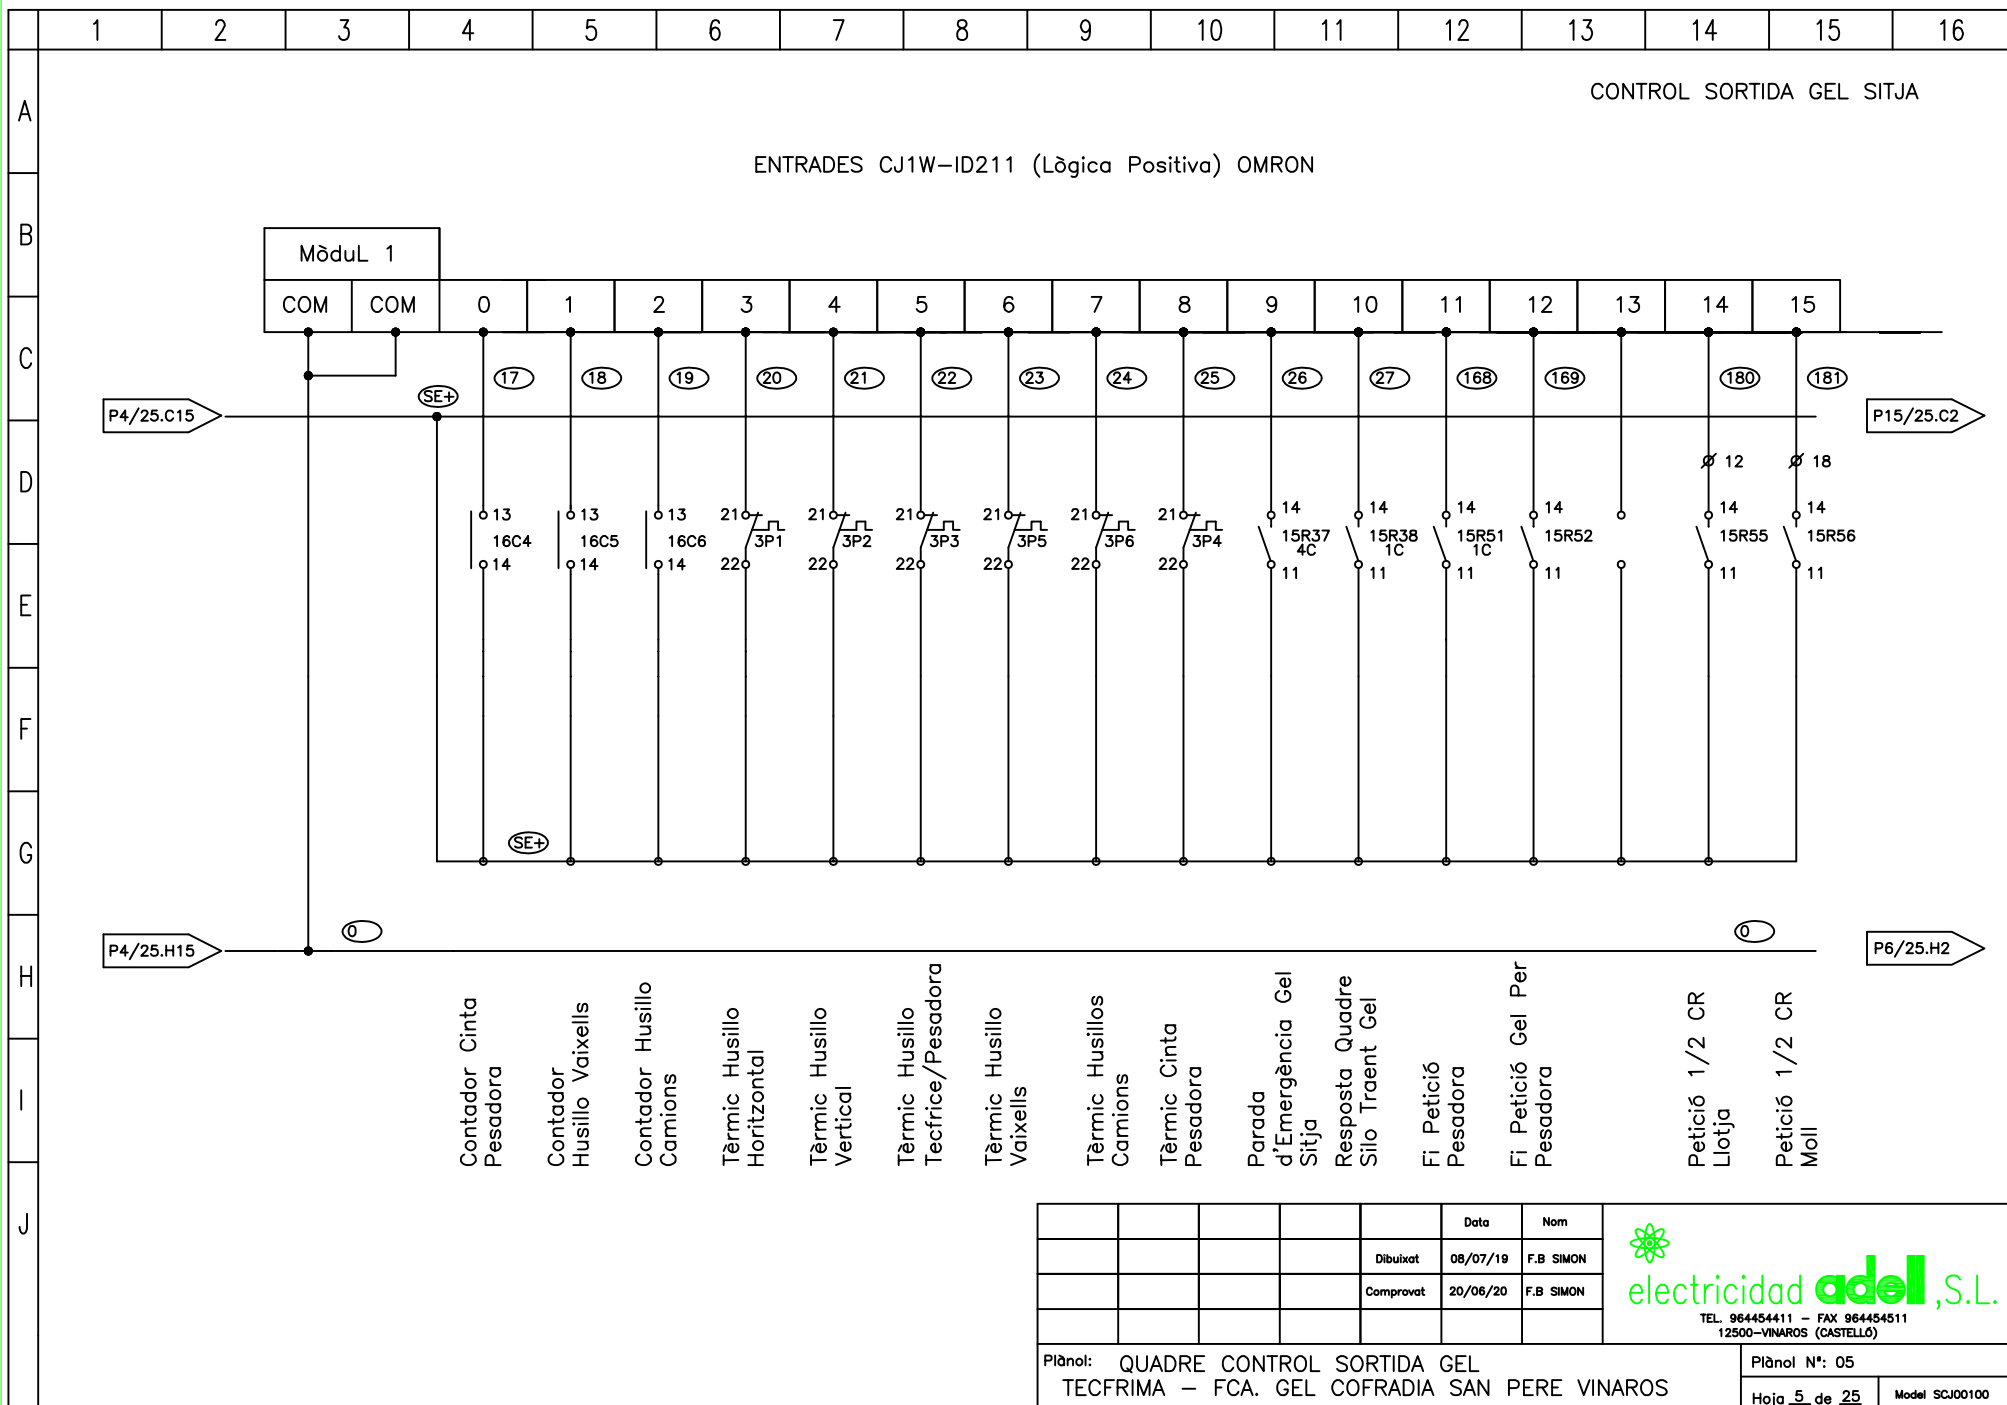 1 2 3 4 5 6 7 8 9 10 11 12 13 14 15 16
A
CONTROL SORTIDA GEL SITJA
ENTRADES CJ1W-ID211 (Lògica Positiva) OMRON
B
MòduL 1
COM COM 0 1 2 3 4 5 6 7 8 9 10 11 12 13 14 15
C
17 18 19 20 21 22 23 24 25 26 27 168 169 180 181
SE+
P4/25.C15
P15/25.C2
D
12 18
13 13 13 21 21 21 21 21 21 14 14 14 14 14 14
16C4 16C5 16C6 3P1 3P2 3P3 3P5 3P6 3P4 15R37 15R38 15R51 15R52 15R55 15R56
4C 1C 1C
14 14 14 22 22 22 22 22 22 11 11 11 11 11 11
E
F
G
SE+
0 0
P4/25.H15
P6/25.H2
H
Contador Cinta
Pesadora
Contador
Husillo Vaixells
Contador Husillo
Camions
Tèrmic Husillo
Horitzontal
Tèrmic Husillo
Vertical
Tèrmic Husillo
Tecfrice/Pesadora
Tèrmic Husillo
Vaixells
Tèrmic Husillos
Camions
Tèrmic Cinta
Pesadora
Parada
d'Emergència Gel
Sitja
Resposta Quadre
Silo Traent Gel
Fi Petició
Pesadora
Fi Petició Gel Per
Pesadora
Petició 1/2 CR
Llotja
Petició 1/2 CR
Moll
I
J
Data Nom
Dibuixat 08/07/19 F.B SIMON
Comprovat 20/06/20 F.B SIMON
electricidad adell ,S.L.
TEL. 964454411 - FAX 964454511
12500-VINAROS (CASTELLÓ)
Plànol: QUADRE CONTROL SORTIDA GEL
TECFRIMA - FCA. GEL COFRADIA SAN PERE VINAROS
Plànol Nª: 05
Hoja 5 de 25
Model SCJ00100